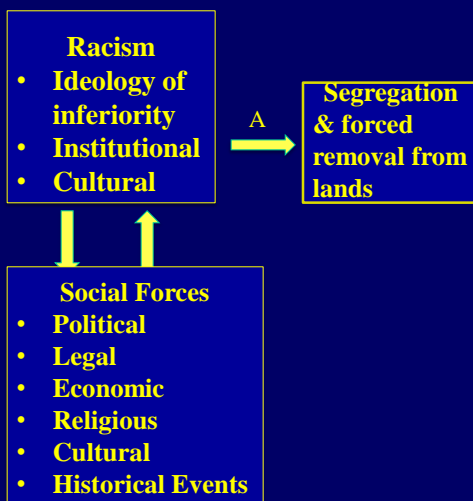 Racism
• Ideology of
inferiority
• Institutional
• Cultural
A
Segregation
& forced
removal from
lands
Social Forces
• Political
• Legal
• Economic
• Religious
• Cultural
• Historical Events